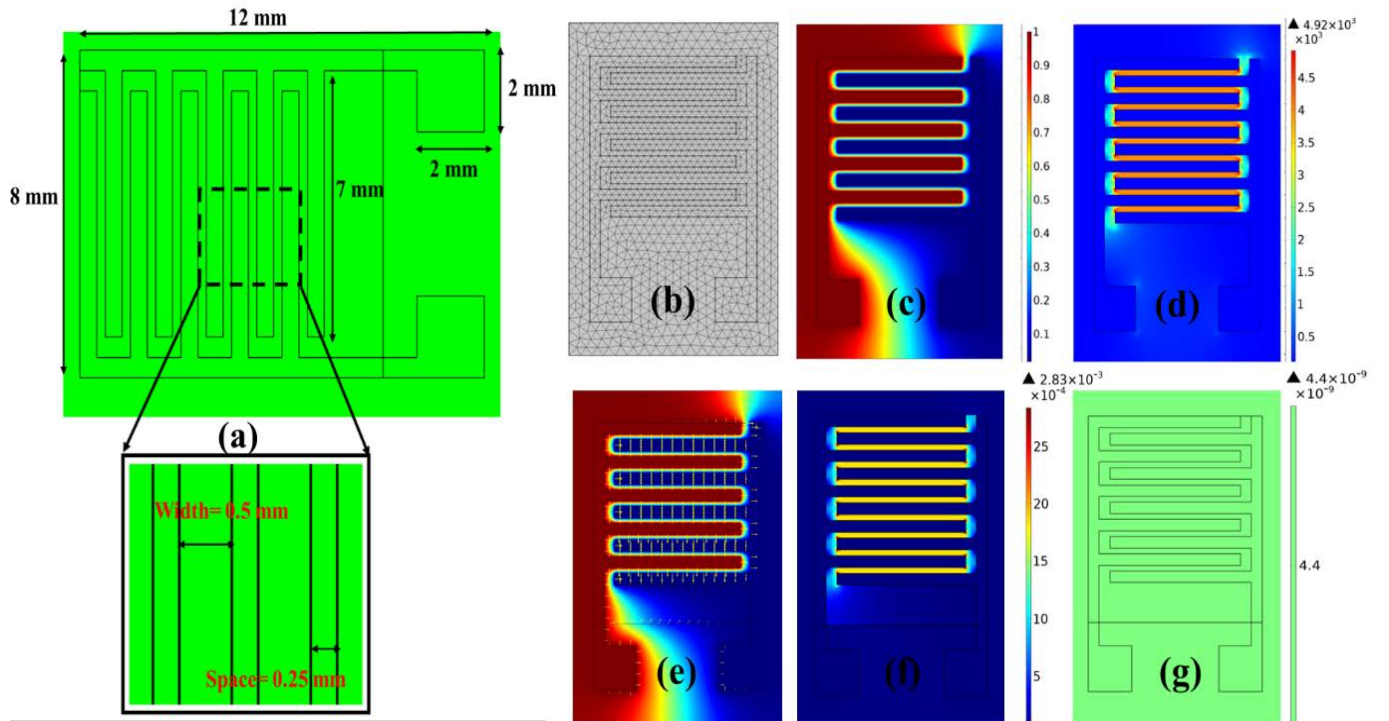 12 mm
2 mm
2 mm
7 mm
8 mm
(a)
Width= 0.5 mm
Space= 0.25 mm
(b)
(c)
1
0.9
0.8
0.7
0.6
0.5
0.4
0.3
0.2
0.1
(d)
▲ 4.92×10³
×10³
4.5
4
3.5
3
2.5
2
1.5
1
0.5
(e)
(f)
▲ 2.83×10⁻³
×10⁻⁴
25
20
15
10
5
(g)
▲ 4.4×10⁻⁹
×10⁻⁹
4.4